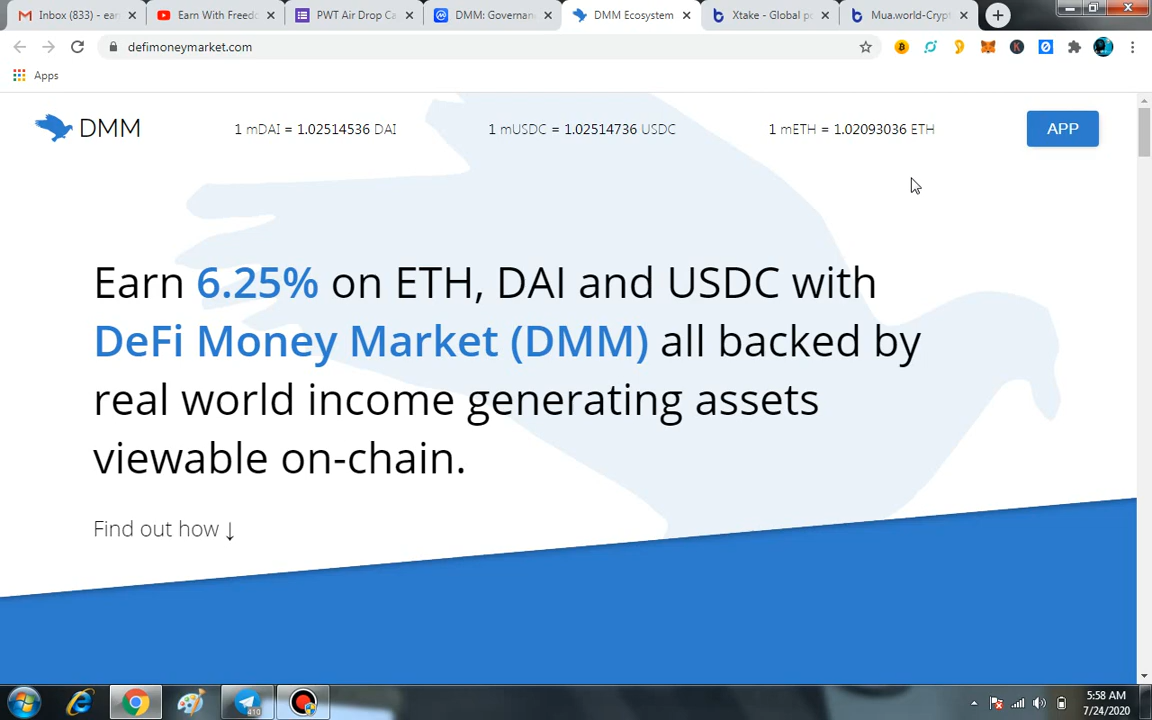 Inbox (833) - ear
Earn With Freedo
PWT Air Drop Ca
DMM: Governan
DMM Ecosystem
Xtake - Global p
Mua.world-Crypt
defimoneymarket.com
Apps
DMM
1 mDAI = 1.02514536 DAI
1 mUSDC = 1.02514736 USDC
1 mETH = 1.02093036 ETH
APP
Earn 6.25% on ETH, DAI and USDC with
DeFi Money Market (DMM) all backed by
real world income generating assets
viewable on-chain.
Find out how ↓
410
5:58 AM
7/24/2020